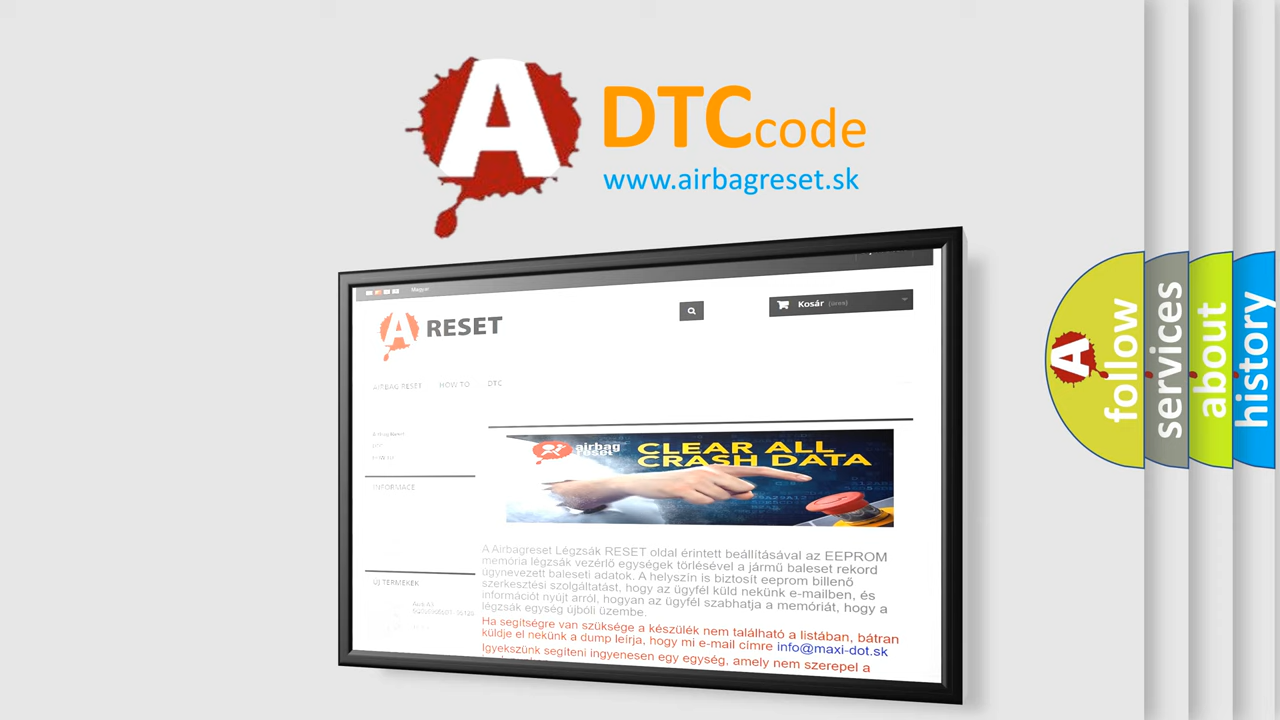 A DTC code
www.airbagreset.sk
Magyar
Kosár (üres)
A RESET
AIRBAG RESET HOW TO DTC
INFORMACE
airbag
reset
CLEAR ALL
CRASH DATA
A Airbagreset Légzsák RESET oldal érintett beállításával az EEPROM
memória légzsák vezérlő egységek törlésével a jármű baleset rekord
úgynevezett baleseti adatok. A helyszín is biztosít eeprom billenő
szerkesztési szolgáltatást, hogy az ügyfél küld nekünk e-mailben, és
információt nyújt arról, hogyan az ügyfél szabhatja a memóriát, hogy a
légzsák egység újbóli üzembe.
Ha segítségre van szüksége a készülék nem található a listában, bátran
küldje el nekünk a dump leírja, hogy mi e-mail címre info@maxi-dot.sk
Igyekszünk segíteni ingyenesen egy egység, amely nem szerepel a
ÚJ TERMÉKEK
A follow
services
about
history